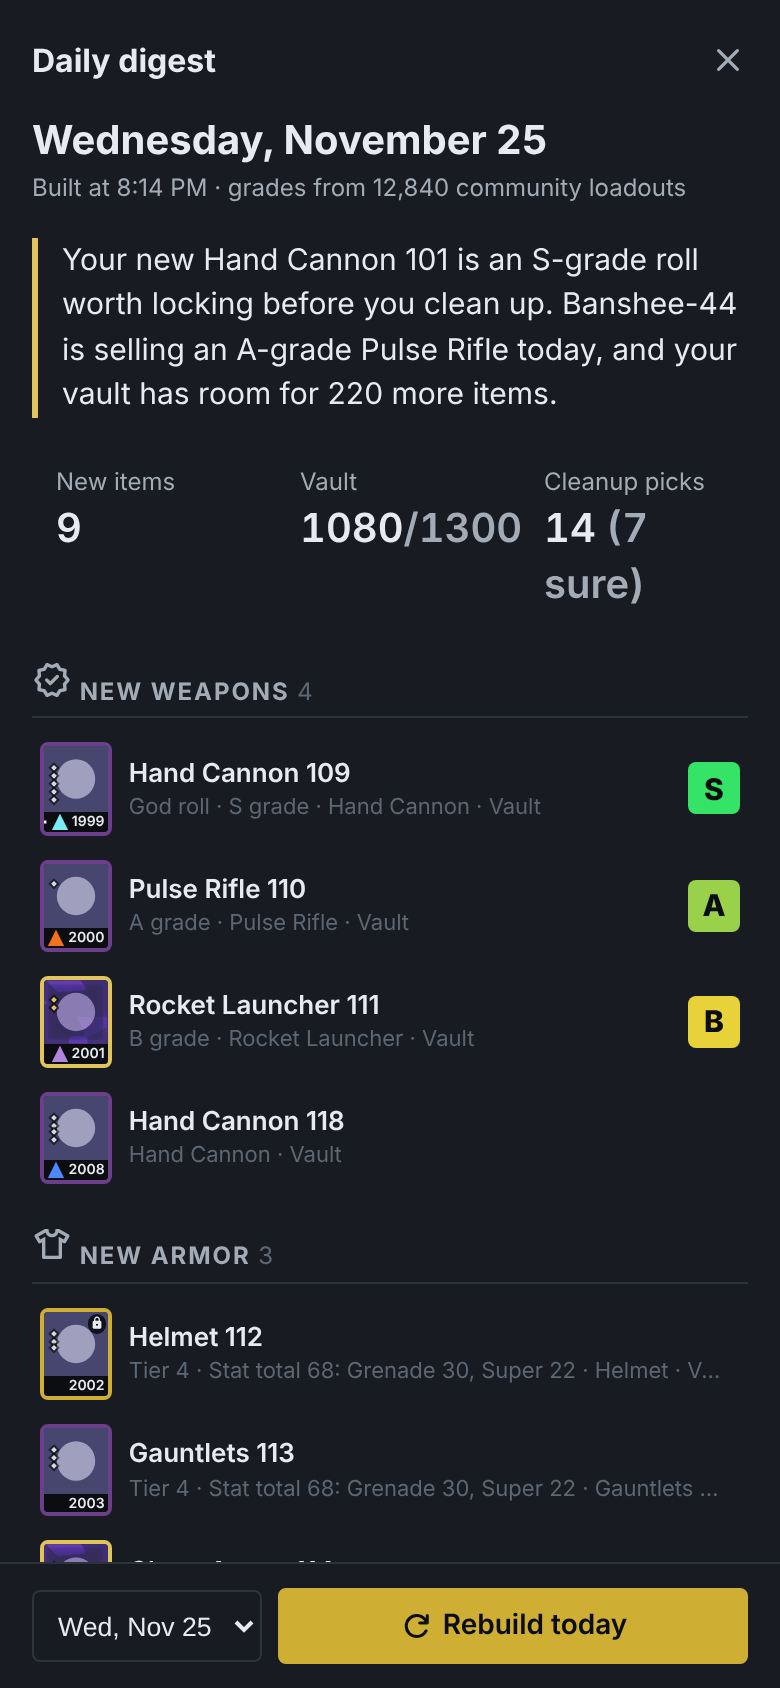 Daily digest
Wednesday, November 25
Built at 8:14 PM · grades from 12,840 community loadouts
Your new Hand Cannon 101 is an S-grade roll
worth locking before you clean up. Banshee-44
is selling an A-grade Pulse Rifle today, and your
vault has room for 220 more items.
New items
9
Vault
1080/1300
Cleanup picks
14 (7
sure)
NEW WEAPONS 4
Hand Cannon 109
God roll · S grade · Hand Cannon · Vault
1999
S
Pulse Rifle 110
A grade · Pulse Rifle · Vault
2000
A
Rocket Launcher 111
B grade · Rocket Launcher · Vault
2001
B
Hand Cannon 118
Hand Cannon · Vault
2008
NEW ARMOR 3
Helmet 112
Tier 4 · Stat total 68: Grenade 30, Super 22 · Helmet · V...
2002
Gauntlets 113
Tier 4 · Stat total 68: Grenade 30, Super 22 · Gauntlets ...
2003
Wed, Nov 25
Rebuild today